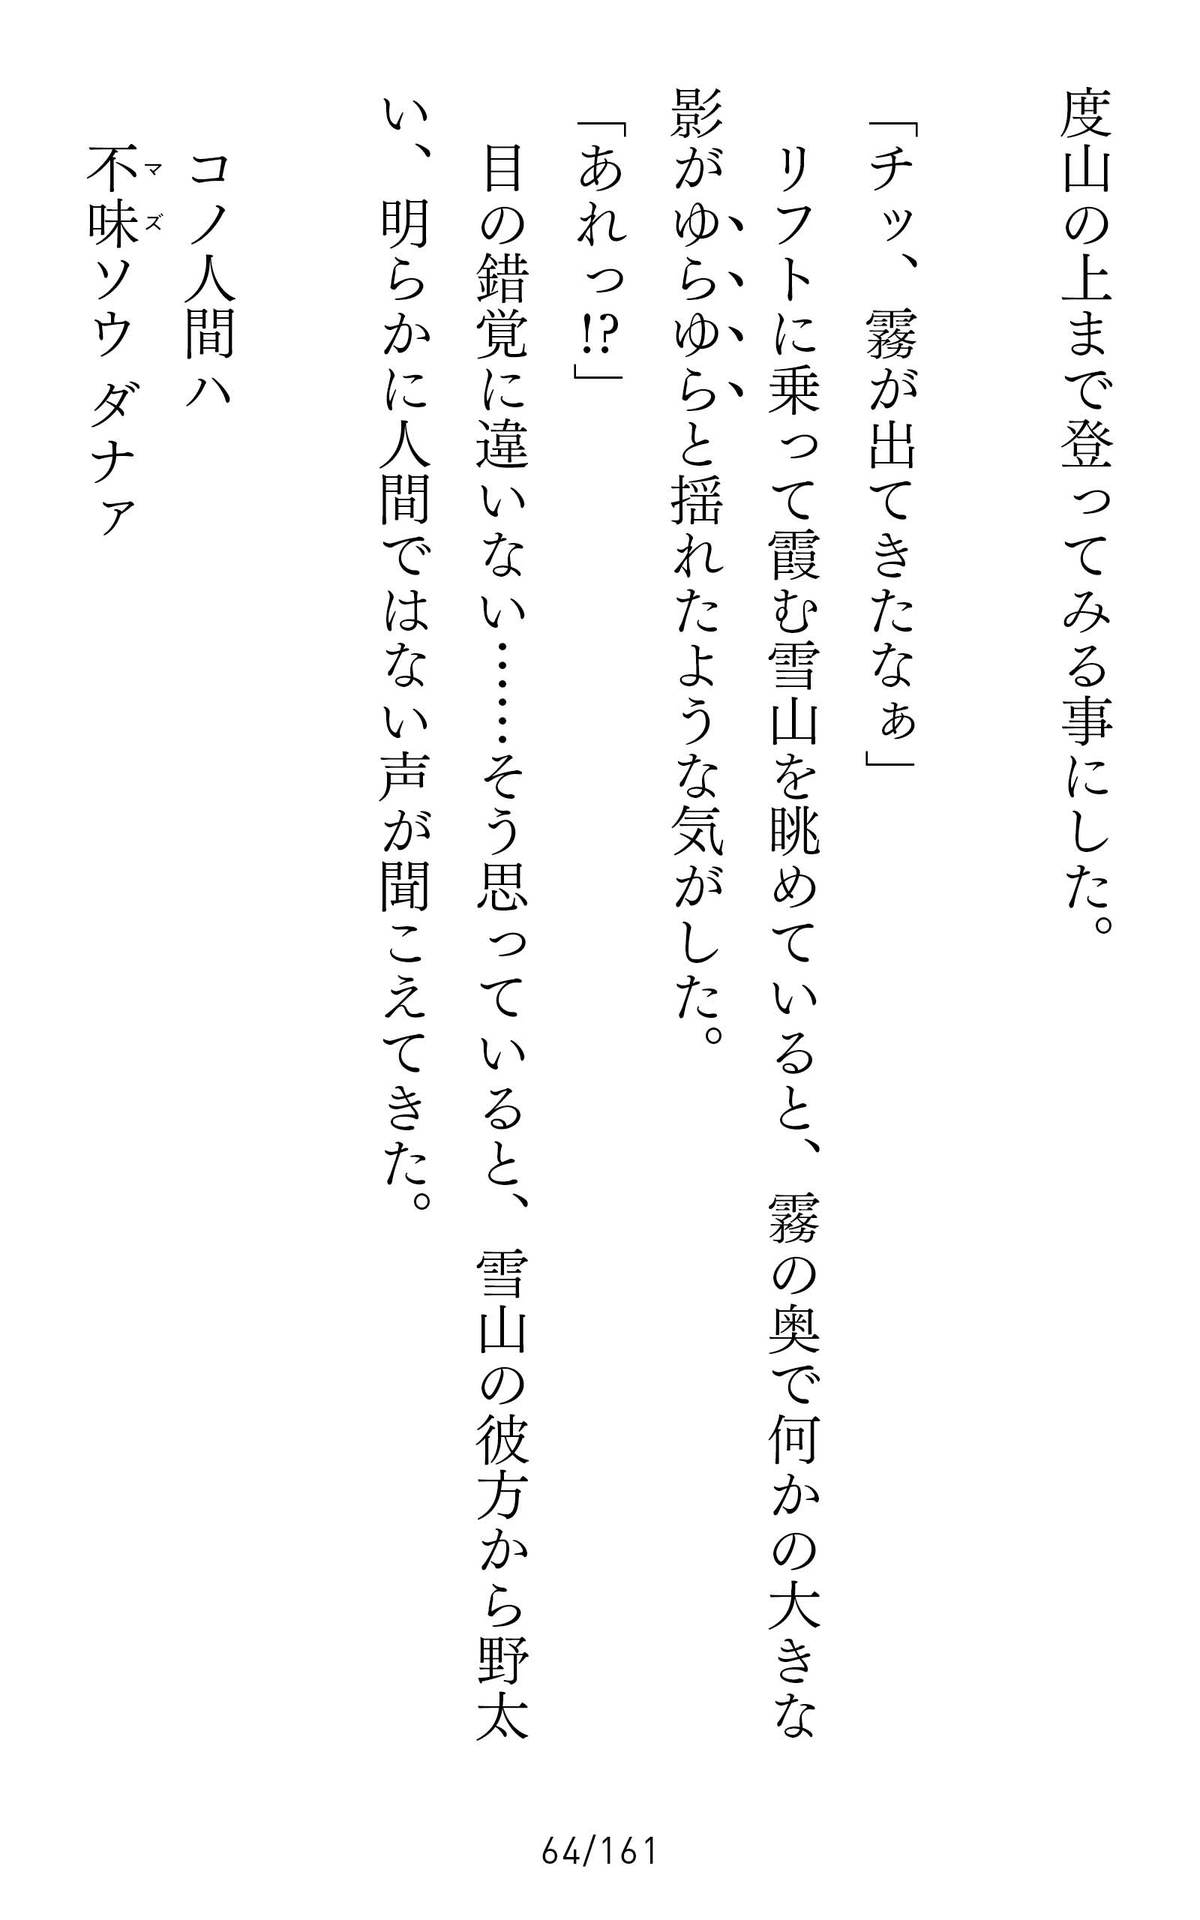 度山の上まで登ってみる事にした。
「チッ、霧が出てきたなぁ」
リフトに乗って霞む雪山を眺めていると、霧の奥で何かの大きな
影がゆらゆらと揺れたような気がした。
「あれっ!?」
目の錯覚に違いない……そう思っていると、雪山の彼方から野太
い、明らかに人間ではない声が聞こえてきた。
コノ人間ハ
不味ソウダナァ
マズ
64/161